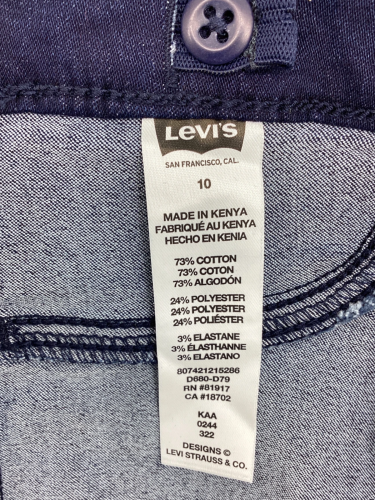 Levi's
SAN FRANCISCO, CAL.
10
MADE IN KENYA
FABRIQUÉ AU KENYA
HECHO EN KENIA
73% COTTON
73% COTON
73% ALGODÓN
24% POLYESTER
24% POLYESTER
24% POLIÉSTER
3% ELASTANE
3% ÉLASTHANNE
3% ELASTANO
807421215286
D680-D79
RN #81917
CA #18702
KAA
0244
322
DESIGNS ©
LEVI STRAUSS & CO.